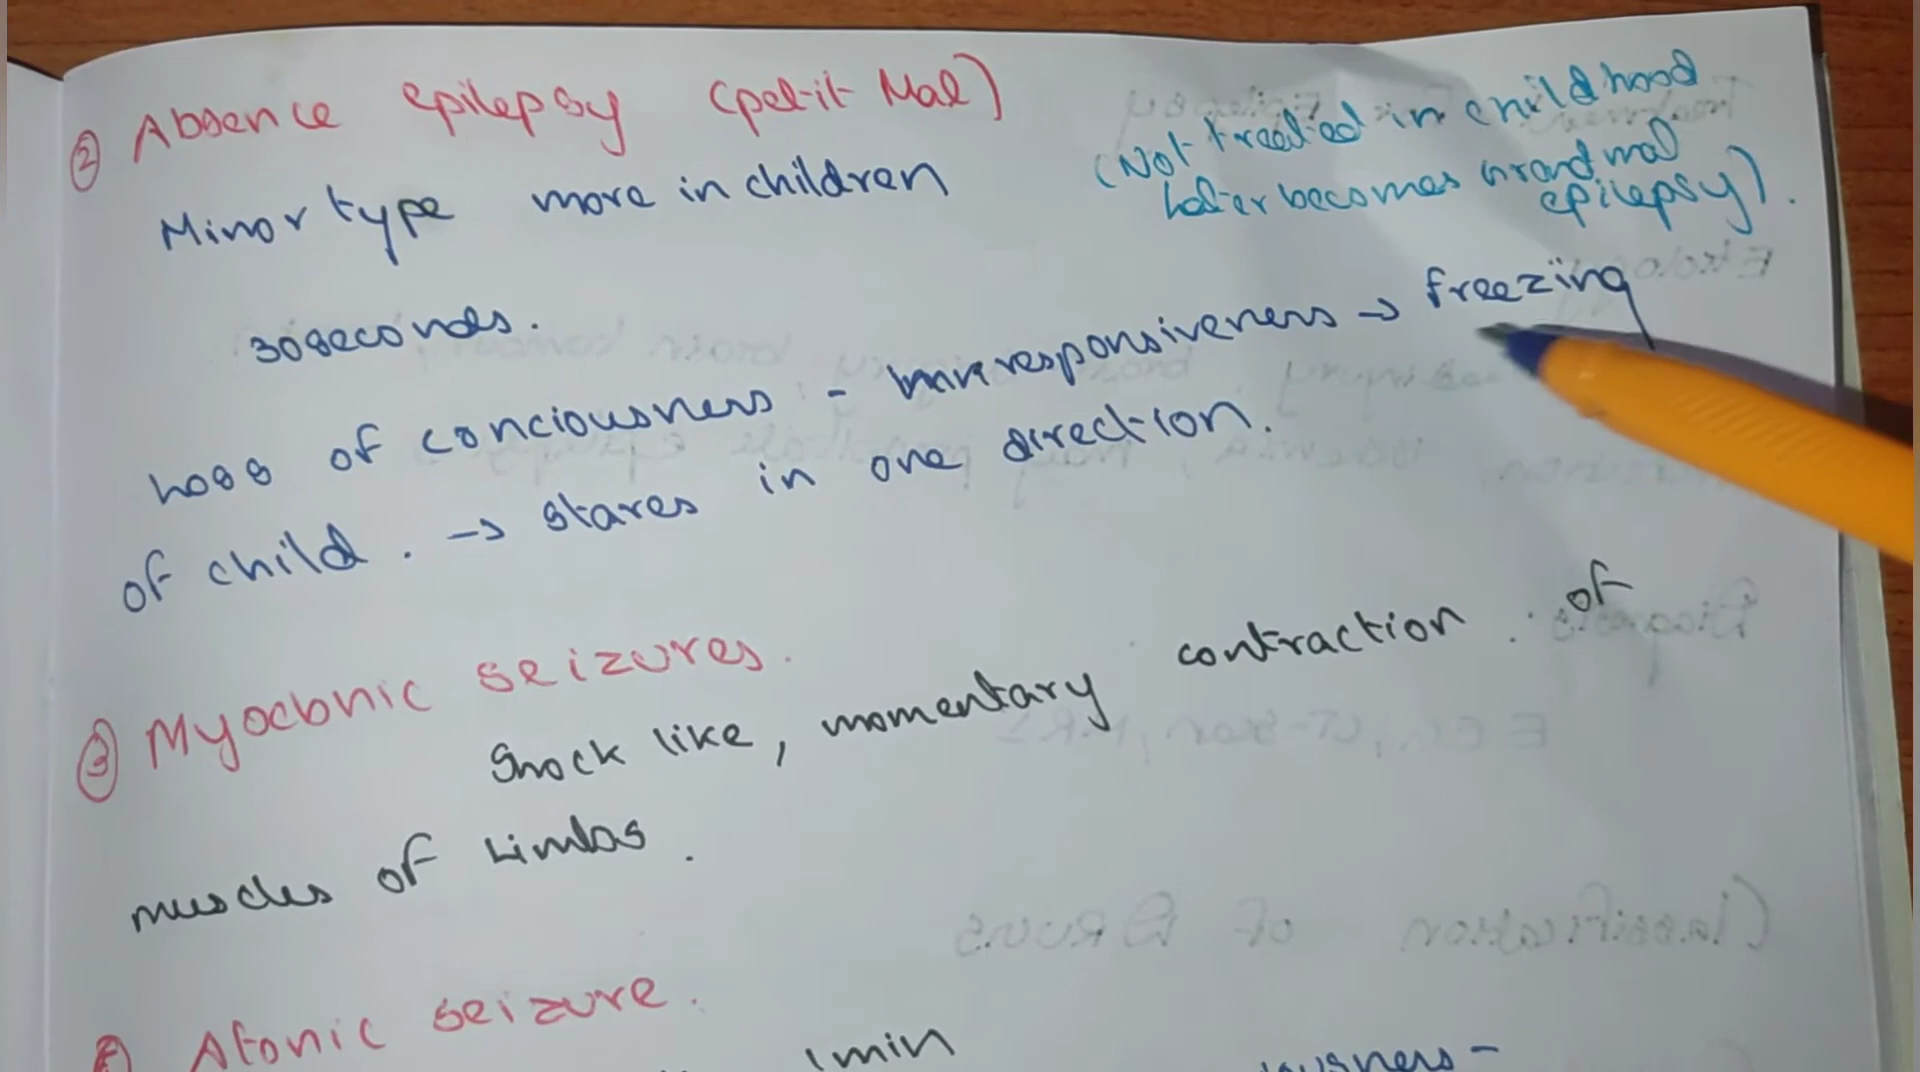 ② Absence epilepsy (petit Mal)
(Not treated in childhood
later becomes Grand mal
epilepsy).
Minor type more in children
30 seconds.
Loss of conciousness - unresponsiveness → freezing
of child. → stares in one direction.
③ Myoclonic seizures.
Shock like, momentary contraction of
muscles of Limbs.
Atonic seizure.
1min